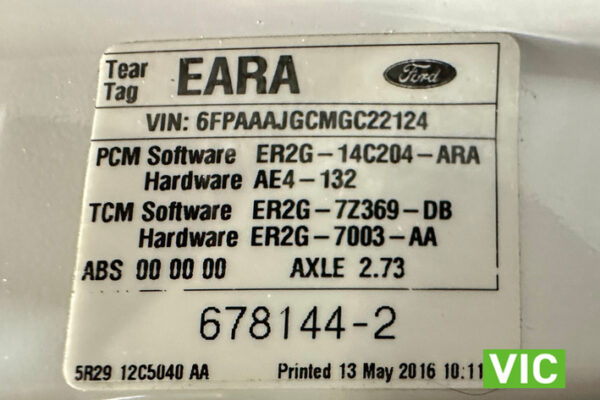 Tear Tag EARA Ford
VIN: 6FPAAAJGCMGC22124
PCM Software ER2G-14C204-ARA
Hardware AE4-132
TCM Software ER2G-7Z369-DB
Hardware ER2G-7003-AA
ABS 00 00 00 AXLE 2.73
678144-2
5R29 12C5040 AA Printed 13 May 2016 10:11
VIC